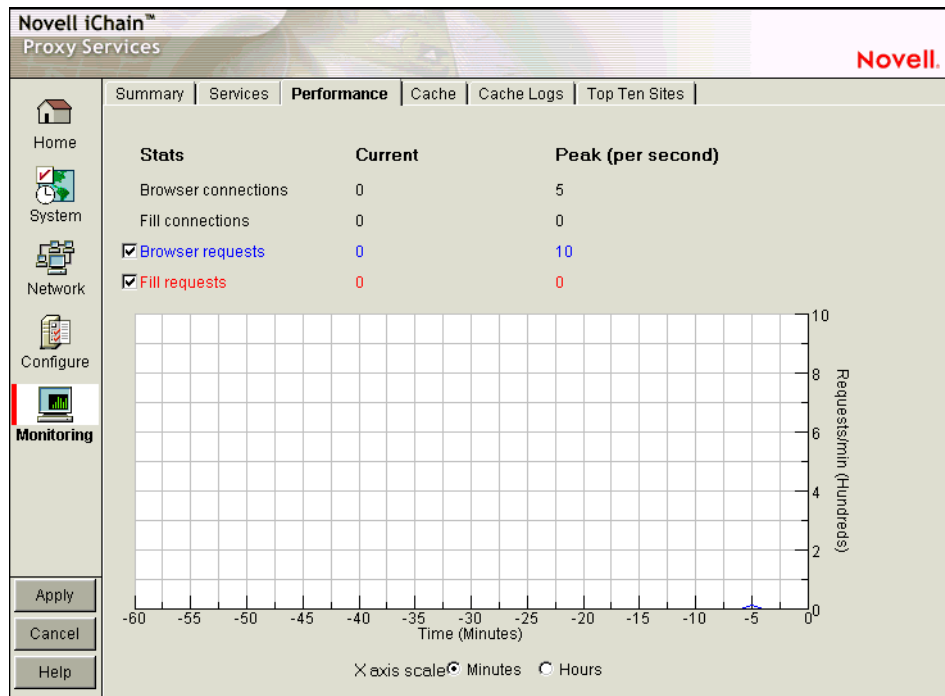 Novell iChain™
Proxy Services
Novell.
Summary Services Performance Cache Cache Logs Top Ten Sites
Home
System
Network
Configure
Monitoring
Stats Current Peak (per second)
Browser connections 0 5
Fill connections 0 0
Browser requests 0 10
Fill requests 0 0
10
8
6
4
2
0
Requests/min (Hundreds)
-60 -55 -50 -45 -40 -35 -30 -25 -20 -15 -10 -5 0
Time (Minutes)
X axis scale Minutes Hours
Apply
Cancel
Help